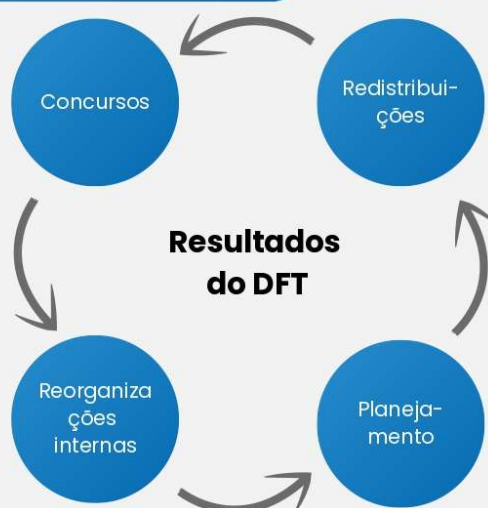 Concursos
Redistribui-
ções
Resultados
do DFT
Reorganiza
ções
internas
Planeja-
mento